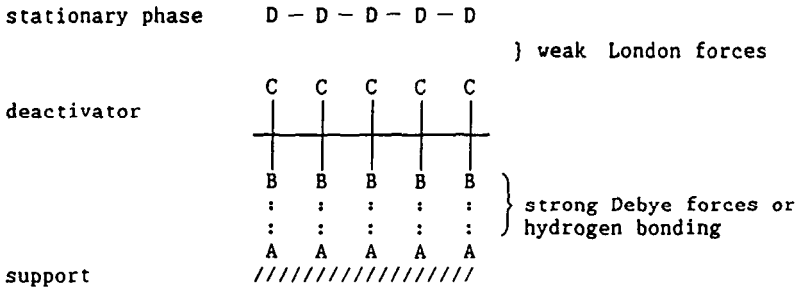 stationary phase D — D — D — D — D
} weak London forces
C C C C C
deactivator
B B B B B
: : : : : strong Debye forces or
: : : : : hydrogen bonding
A A A A A
support /////////////////